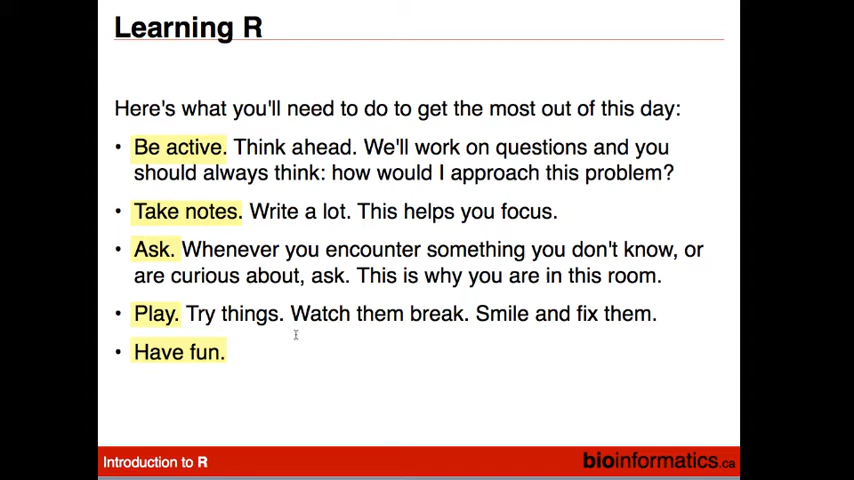 Learning R
Here's what you'll need to do to get the most out of this day:
• Be active. Think ahead. We'll work on questions and you
should always think: how would I approach this problem?
• Take notes. Write a lot. This helps you focus.
• Ask. Whenever you encounter something you don't know, or
are curious about, ask. This is why you are in this room.
• Play. Try things. Watch them break. Smile and fix them.
• Have fun.
Introduction to R
bioinformatics.ca